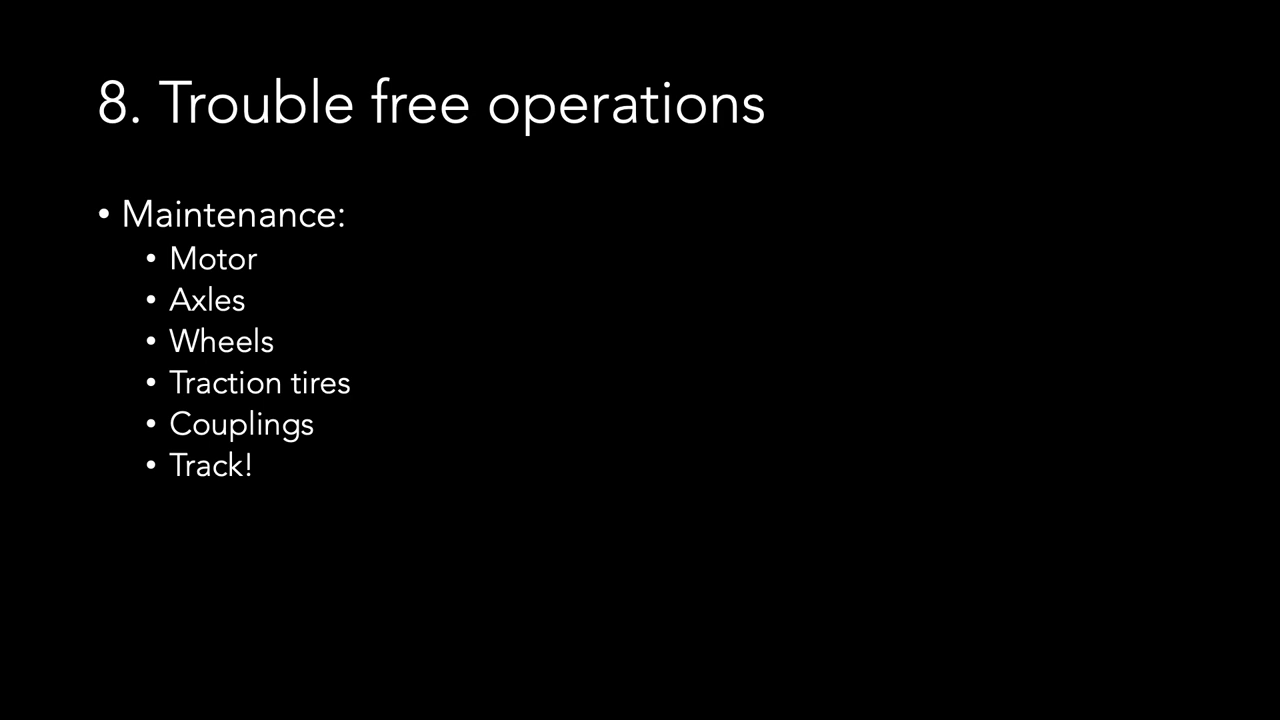 8. Trouble free operations
• Maintenance:
• Motor
• Axles
• Wheels
• Traction tires
• Couplings
• Track!